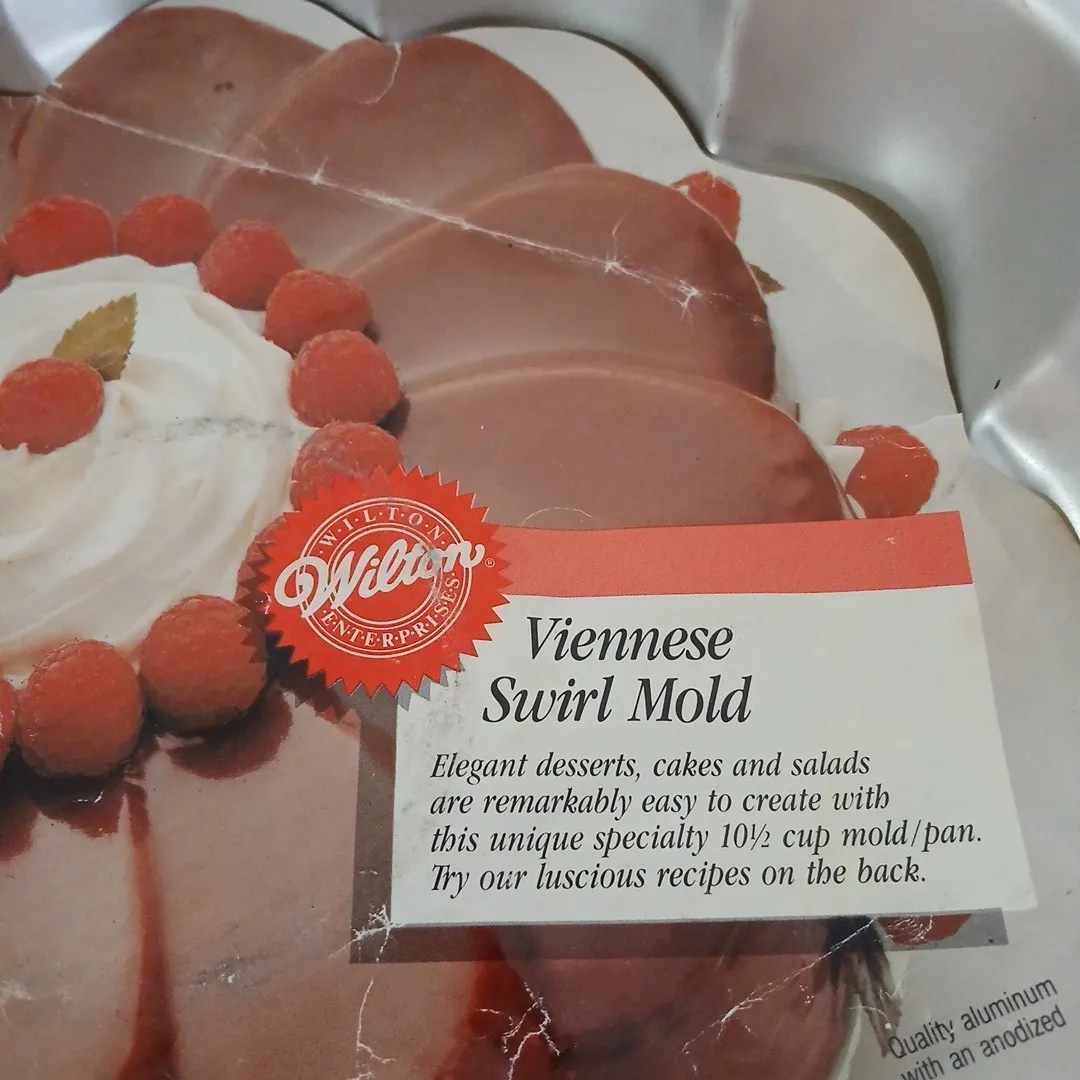 WILTON
Wilton®
ENTERPRISES
Viennese
Swirl Mold
Elegant desserts, cakes and salads
are remarkably easy to create with
this unique specialty 10½ cup mold/pan.
Try our luscious recipes on the back.
Quality aluminum
with an anodized